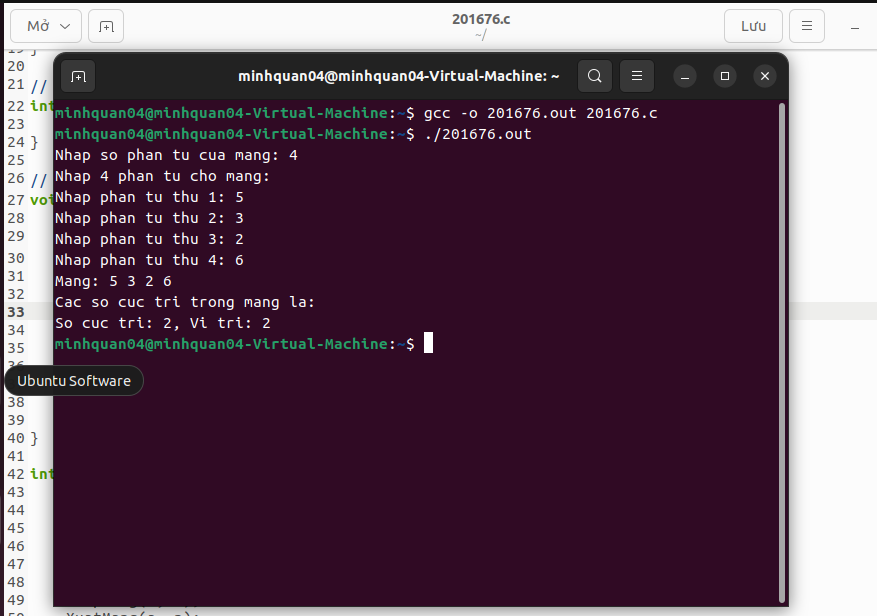 Mở
201676.c
~/
Lưu
minhquan04@minhquan04-Virtual-Machine: ~
minhquan04@minhquan04-Virtual-Machine:~$ gcc -o 201676.out 201676.c
minhquan04@minhquan04-Virtual-Machine:~$ ./201676.out
Nhap so phan tu cua mang: 4
Nhap 4 phan tu cho mang:
Nhap phan tu thu 1: 5
Nhap phan tu thu 2: 3
Nhap phan tu thu 3: 2
Nhap phan tu thu 4: 6
Mang: 5 3 2 6
Cac so cuc tri trong mang la:
So cuc tri: 2, Vi tri: 2
minhquan04@minhquan04-Virtual-Machine:~$
20
21 //
22 int
23
24 }
25
26 //
27 voi
28
29
30
31
32
33
34
35
Ubuntu Software
38
39
40 }
41
42 int
43
44
45
46
47
48
49